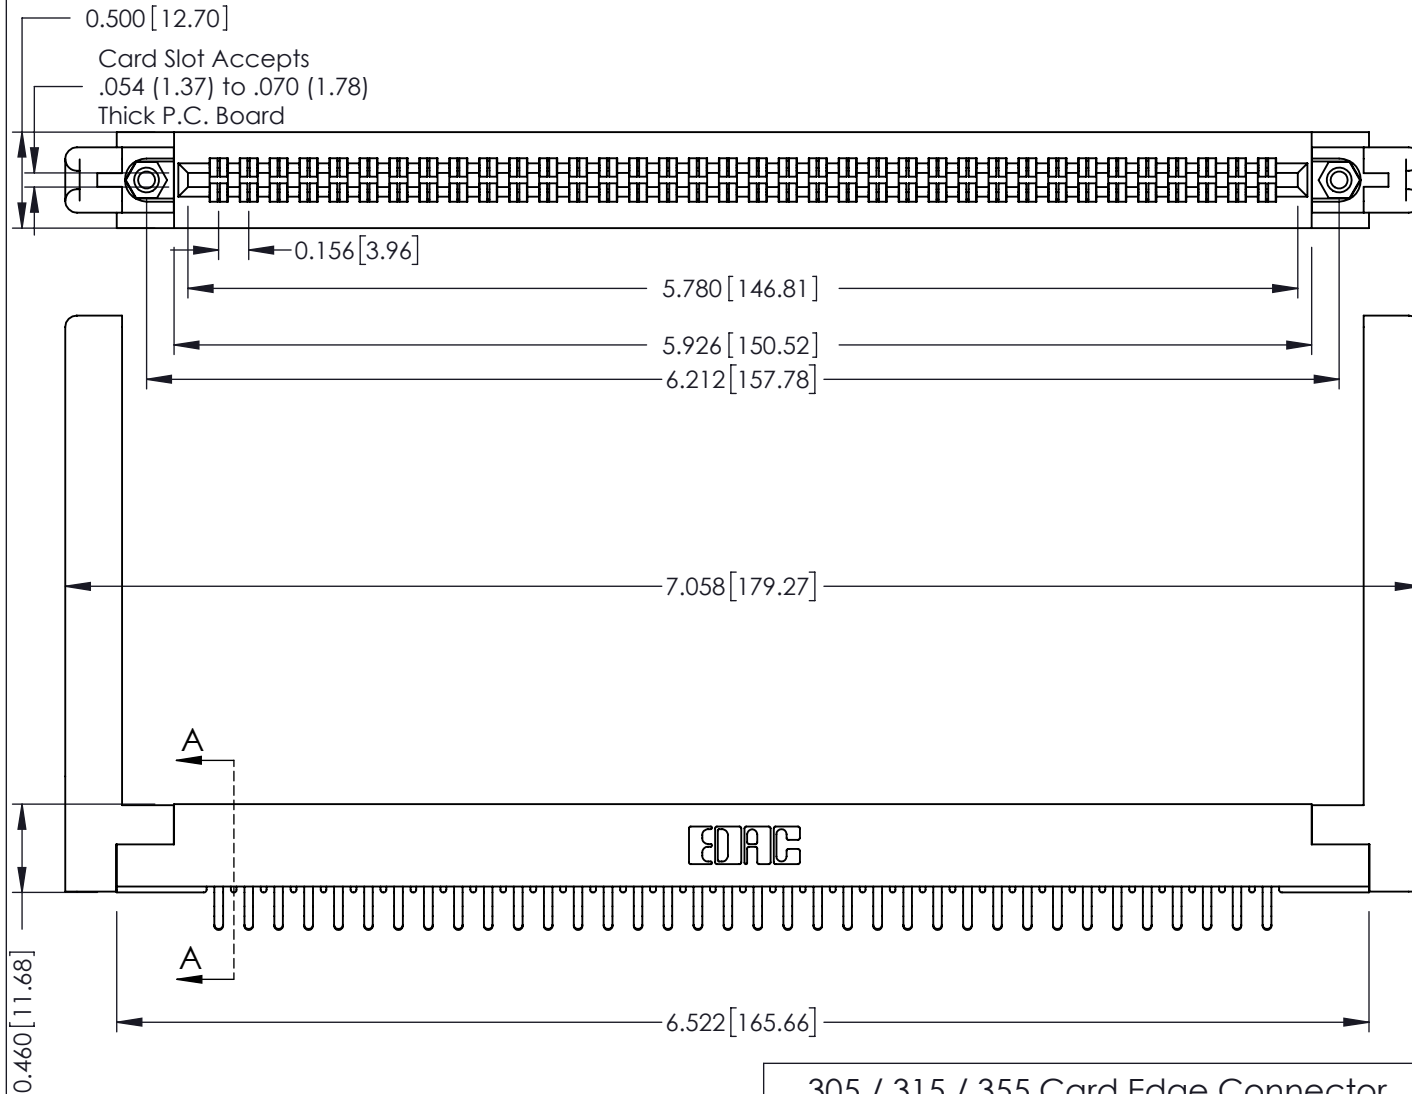 0.500 [12.70]
Card Slot Accepts
.054 (1.37) to .070 (1.78)
Thick P.C. Board
0.156 [3.96]
5.780 [146.81]
5.926 [150.52]
6.212 [157.78]
7.058 [179.27]
A
EDAC
A
0.460 [11.68]
6.522 [165.66]
305 / 315 / 355 Card Edge Connector